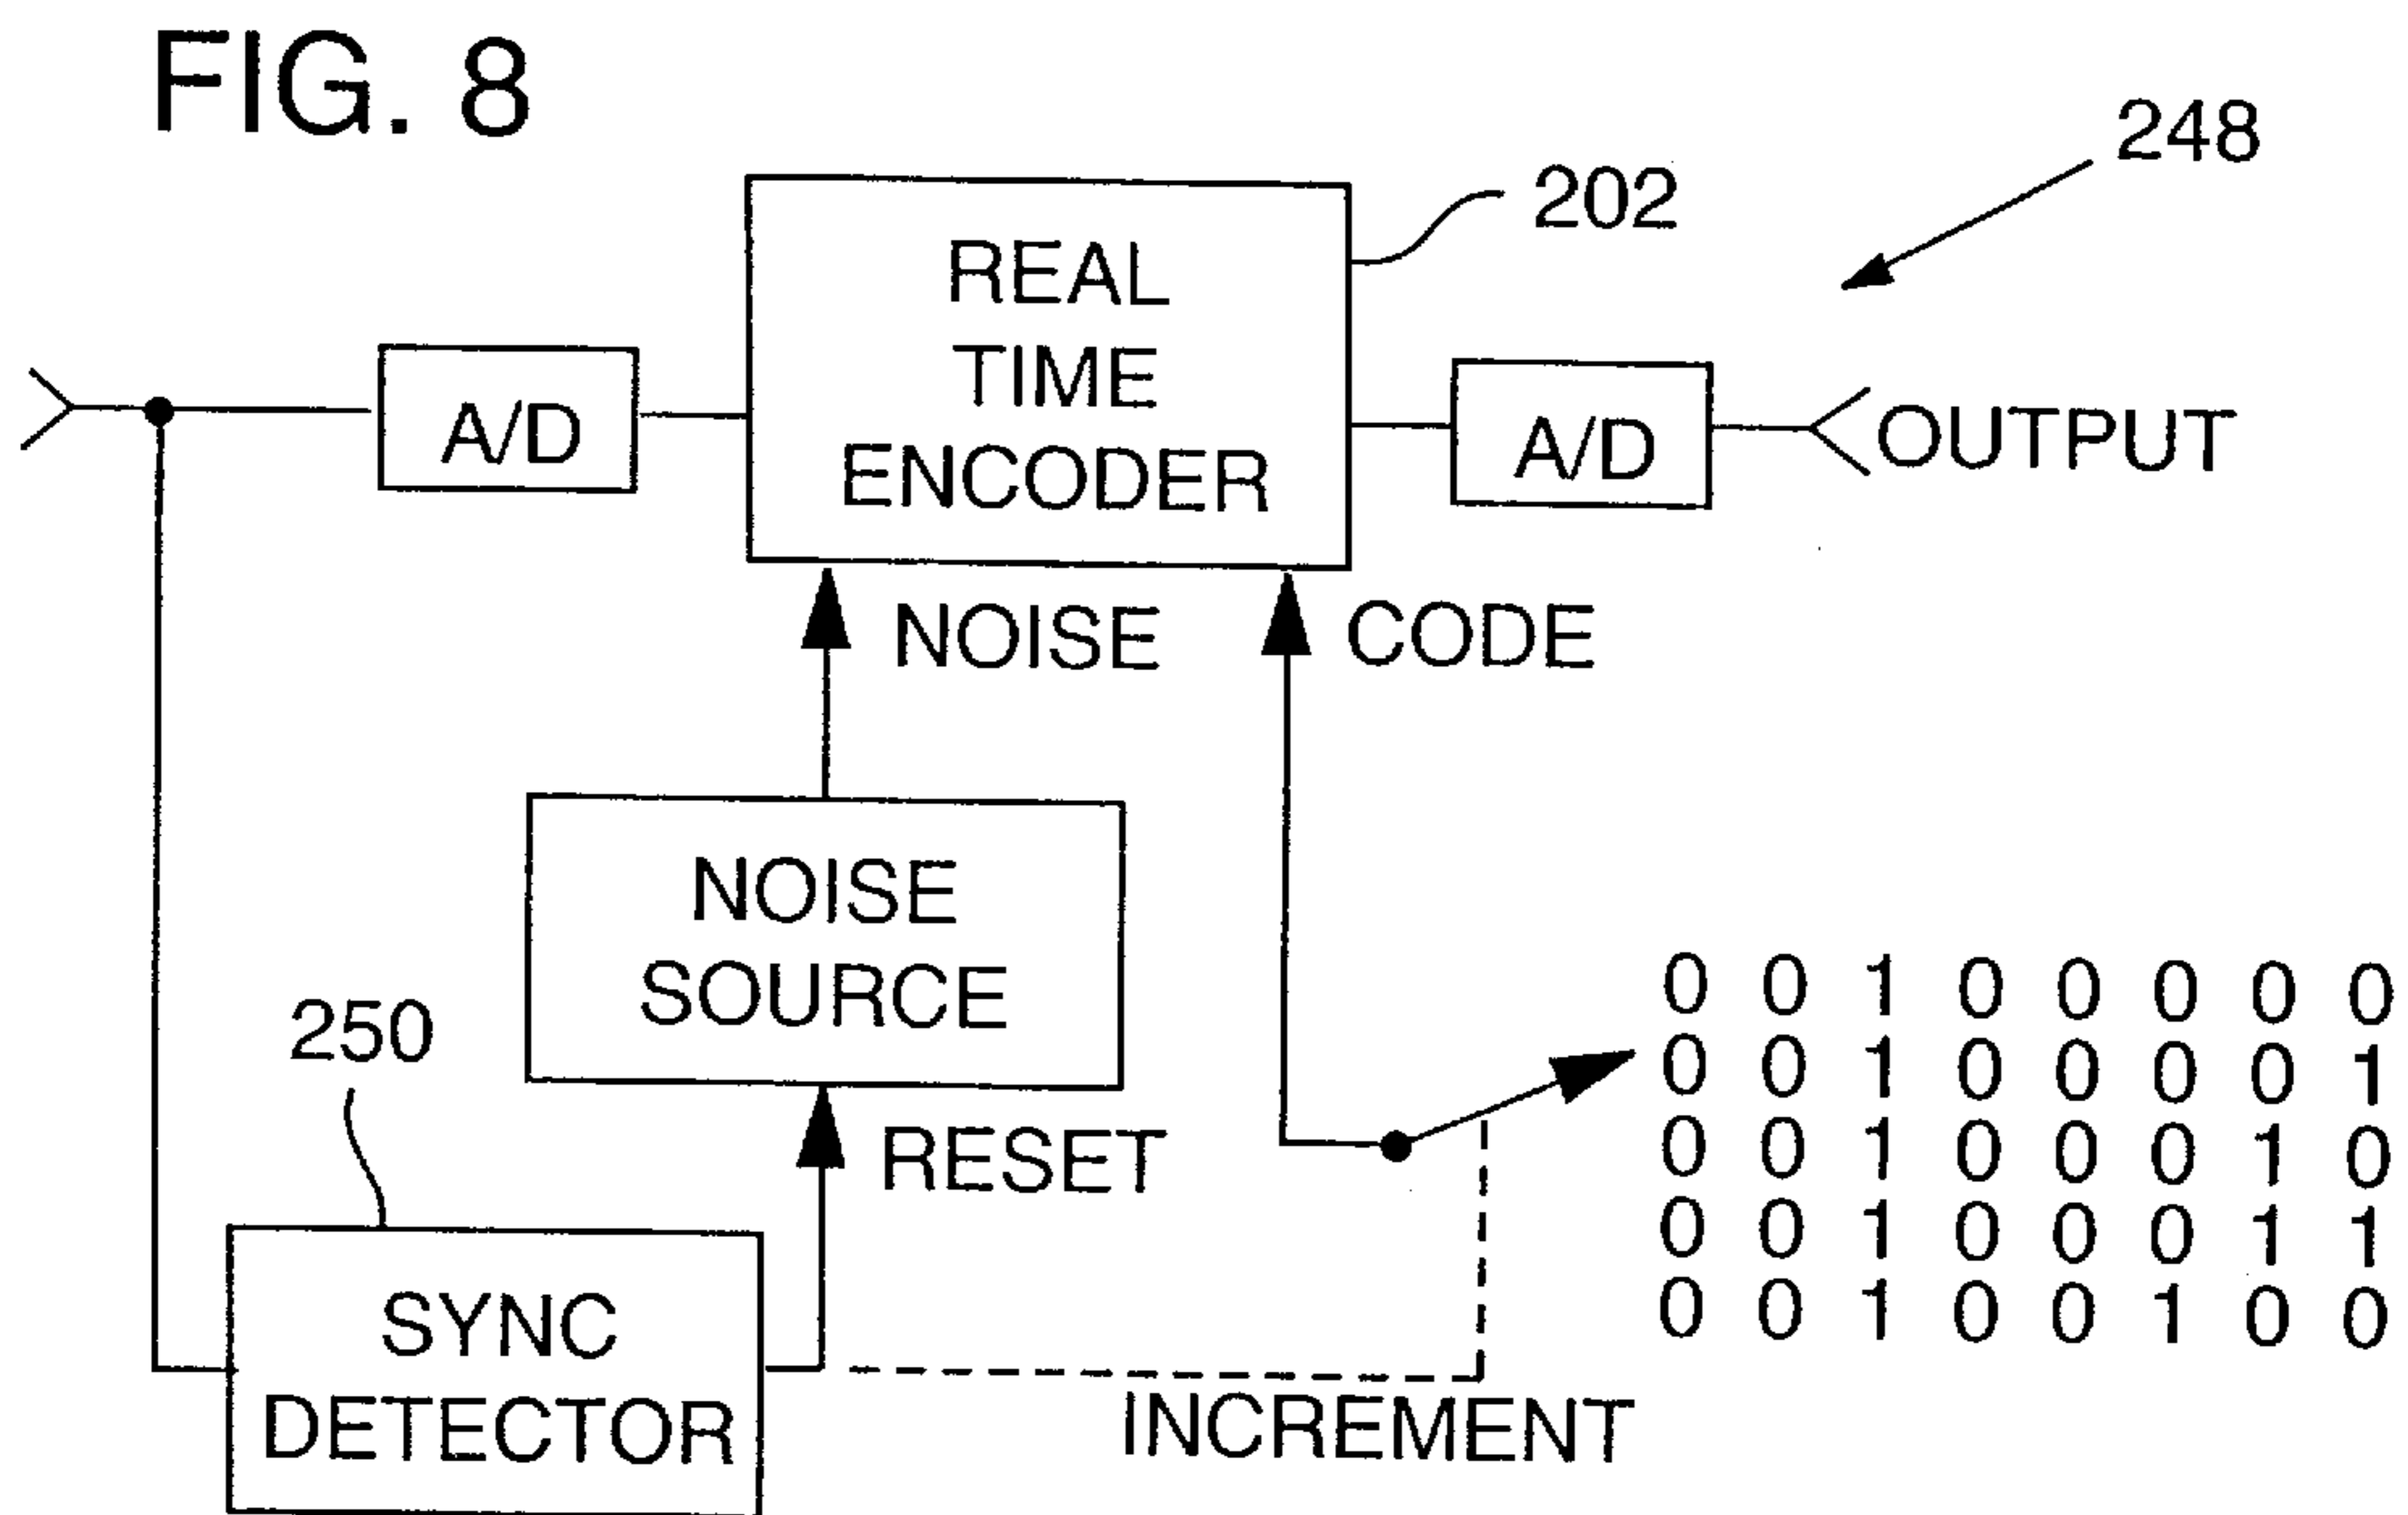 FIG. 8
248
202
REAL
TIME
ENCODER
A/D
A/D
OUTPUT
NOISE
CODE
NOISE
SOURCE
250
RESET
0 0 1 0 0 0 0 0
0 0 1 0 0 0 0 1
0 0 1 0 0 0 1 0
0 0 1 0 0 0 1 1
0 0 1 0 0 1 0 0
SYNC
DETECTOR
INCREMENT